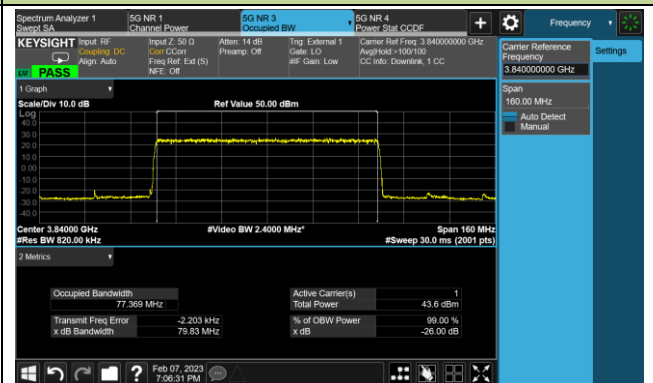 Spectrum Analyzer 1
Swept SA
5G NR 1
Channel Power
5G NR 3
Occupied BW
5G NR 4
Power Stat CCDF
Frequency
KEYSIGHT
Input: RF
Coupling: DC
Align: Auto
Input Z: 50 Ω
Corr CCorr
Freq Ref: Ext (S)
NFE: Off
Atten: 14 dB
Preamp: Off
Trig: External 1
Gate: LO
#IF Gain: Low
Carrier Ref Freq: 3.840000000 GHz
Avg|Hold:>100/100
CC Info: Downlink, 1 CC
PASS
Carrier Reference
Frequency
3.840000000 GHz
Settings
Span
160.00 MHz
Auto Detect
Manual
1 Graph
Scale/Div 10.0 dB
Ref Value 50.00 dBm
Log
40.0
30.0
20.0
10.0
0.00
-10.0
-20.0
-30.0
-40.0
Center 3.84000 GHz
#Video BW 2.4000 MHz*
Span 160 MHz
#Res BW 820.00 kHz
#Sweep 30.0 ms (2001 pts)
2 Metrics
Occupied Bandwidth
77.369 MHz
Active Carrier(s) 1
Total Power 43.6 dBm
Transmit Freq Error -2.203 kHz
x dB Bandwidth 79.83 MHz
% of OBW Power 99.00 %
x dB -26.00 dB
Feb 07, 2023
7:06:31 PM